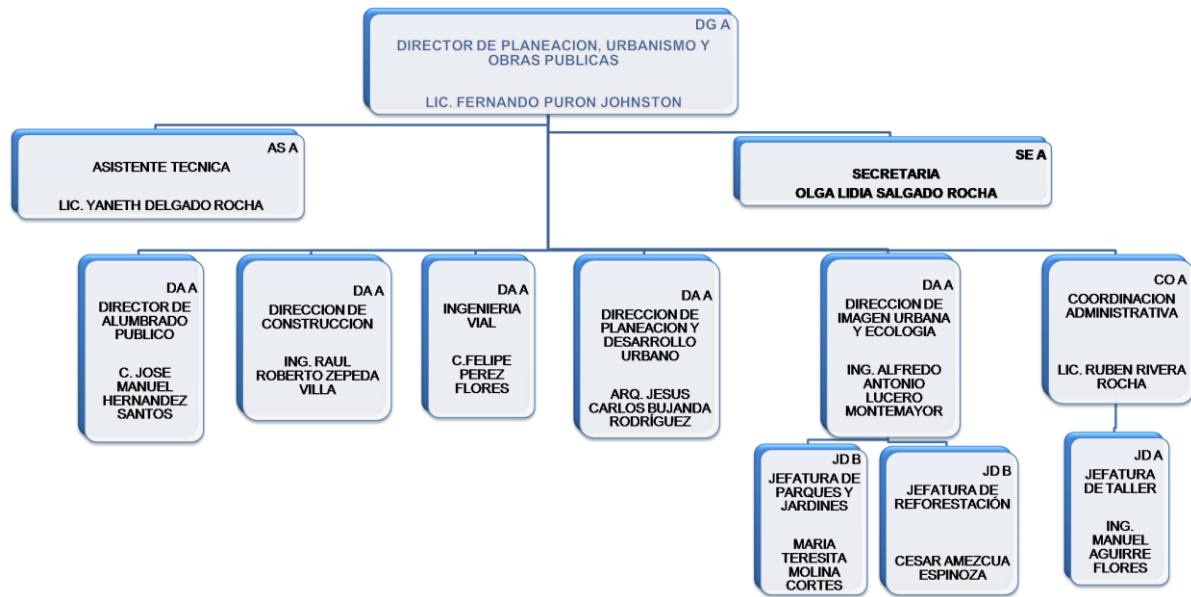 DG A
DIRECTOR DE PLANEACION, URBANISMO Y
OBRAS PUBLICAS
LIC. FERNANDO PURON JOHNSTON
AS A
ASISTENTE TECNICA
LIC. YANETH DELGADO ROCHA
SE A
SECRETARIA
OLGA LIDIA SALGADO ROCHA
DA A
DIRECTOR DE
ALUMBRADO
PUBLICO
C. JOSE
MANUEL
HERNANDEZ
SANTOS
DA A
DIRECCION DE
CONSTRUCCION
ING. RAUL
ROBERTO ZEPEDA
VILLA
DA A
INGENIERIA
VIAL
C.FELIPE
PEREZ
FLORES
DA A
DIRECCION DE
PLANEACION Y
DESARROLLO
URBANO
ARQ. JESUS
CARLOS BUJANDA
RODRÍGUEZ
DA A
DIRECCION DE
IMAGEN URBANA
Y ECOLOGIA
ING. ALFREDO
ANTONIO
LUCERO
MONTEMAYOR
CO A
COORDINACION
ADMINISTRATIVA
LIC. RUBEN RIVERA
ROCHA
JD B
JEFATURA DE
PARQUES Y
JARDINES
MARIA
TERESITA
MOLINA
CORTES
JD B
JEFATURA DE
REFORESTACIÓN
CESAR AMEZCUA
ESPINOZA
JD A
JEFATURA
DE TALLER
ING.
MANUEL
AGUIRRE
FLORES